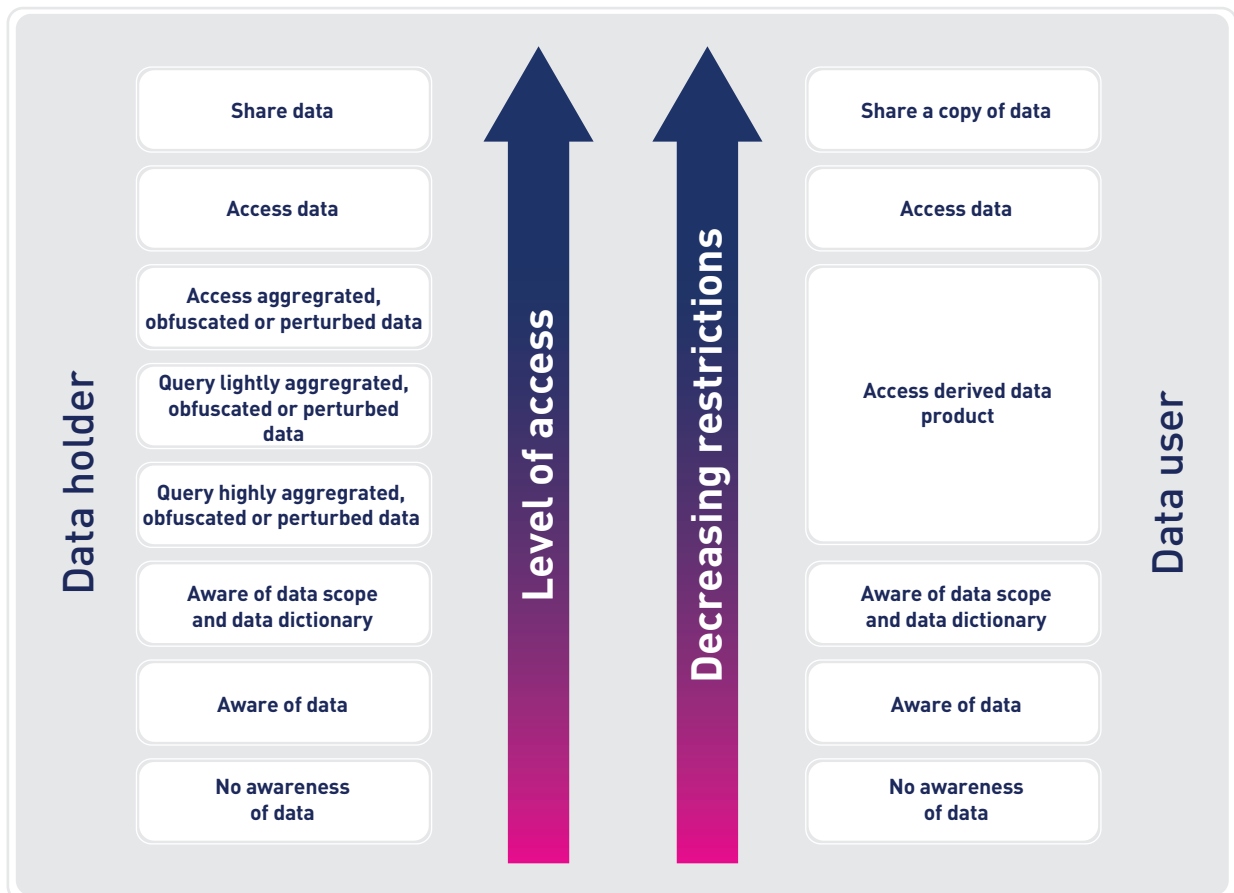 Data holder
Share data
Access data
Access aggregrated,
obfuscated or perturbed data
Query lightly aggregrated,
obfuscated or perturbed
data
Query highly aggregrated,
obfuscated or perturbed data
Aware of data scope
and data dictionary
Aware of data
No awareness
of data
Level of access
Decreasing restrictions
Share a copy of data
Access data
Access derived data
product
Aware of data scope
and data dictionary
Aware of data
No awareness
of data
Data user